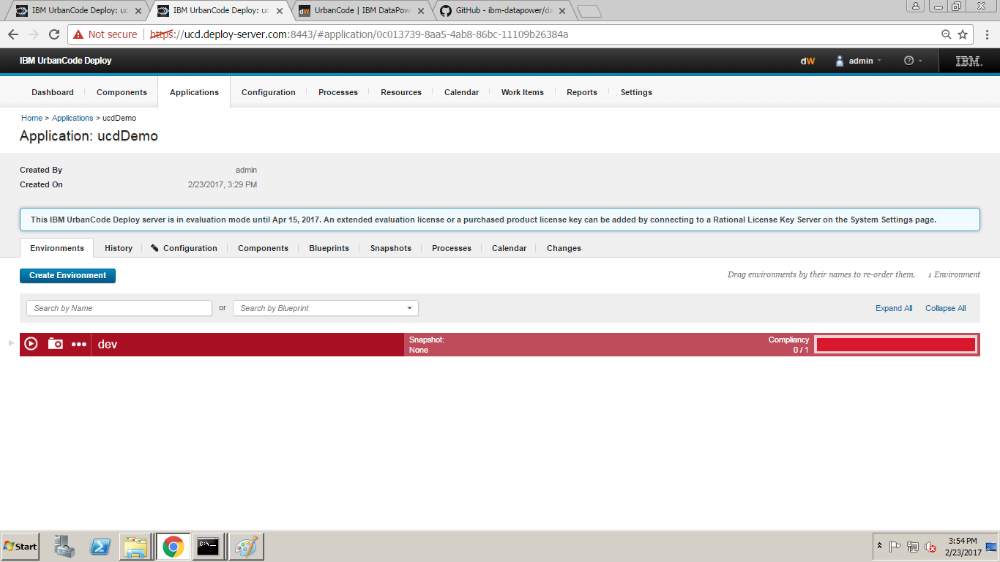 IBM UrbanCode Deploy: uc
IBM UrbanCode Deploy: uc
dW UrbanCode | IBM DataPow
GitHub - ibm-datapower/da
Not secure https://ucd.deploy-server.com:8443/#application/0c013739-8aa5-4ab8-86bc-11109b26384a
IBM UrbanCode Deploy dW admin IBM
Dashboard Components Applications Configuration Processes Resources Calendar Work Items Reports Settings
Home > Applications > ucdDemo
Application: ucdDemo
Created By admin
Created On 2/23/2017, 3:29 PM
This IBM UrbanCode Deploy server is in evaluation mode until Apr 15, 2017. An extended evaluation license or a purchased product license key can be added by connecting to a Rational License Key Server on the System Settings page.
Environments History Configuration Components Blueprints Snapshots Processes Calendar Changes
Create Environment Drag environments by their names to re-order them. 1 Environment
Search by Name or Search by Blueprint Expand All Collapse All
dev
Snapshot:
None
Compliancy
0 / 1
Start
C:\
3:54 PM
2/23/2017